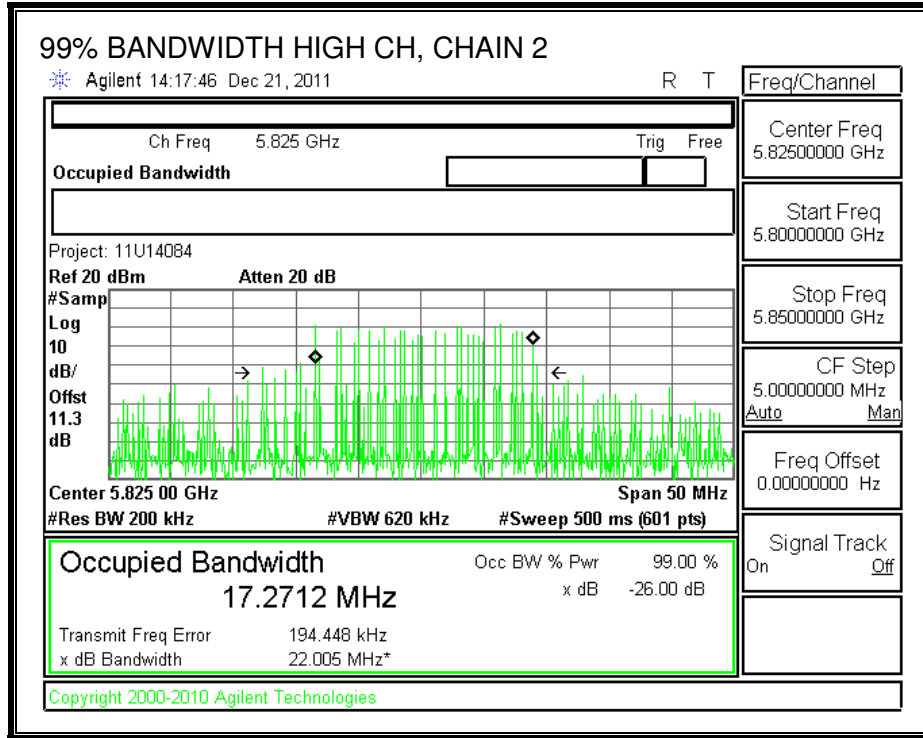 99% BANDWIDTH HIGH CH, CHAIN 2
Agilent 14:17:46 Dec 21, 2011
R T
Freq/Channel
Ch Freq 5.825 GHz
Trig Free
Occupied Bandwidth
Center Freq
5.82500000 GHz
Start Freq
5.80000000 GHz
Project: 11U14084
Ref 20 dBm Atten 20 dB
#Samp
Log
10
dB/
Offst
11.3
dB
Stop Freq
5.85000000 GHz
CF Step
5.00000000 MHz
Auto Man
Freq Offset
0.00000000 Hz
Center 5.825 00 GHz Span 50 MHz
#Res BW 200 kHz #VBW 620 kHz #Sweep 500 ms (601 pts)
Signal Track
On Off
Occupied Bandwidth
17.2712 MHz
Occ BW % Pwr 99.00 %
x dB -26.00 dB
Transmit Freq Error 194.448 kHz
x dB Bandwidth 22.005 MHz*
Copyright 2000-2010 Agilent Technologies